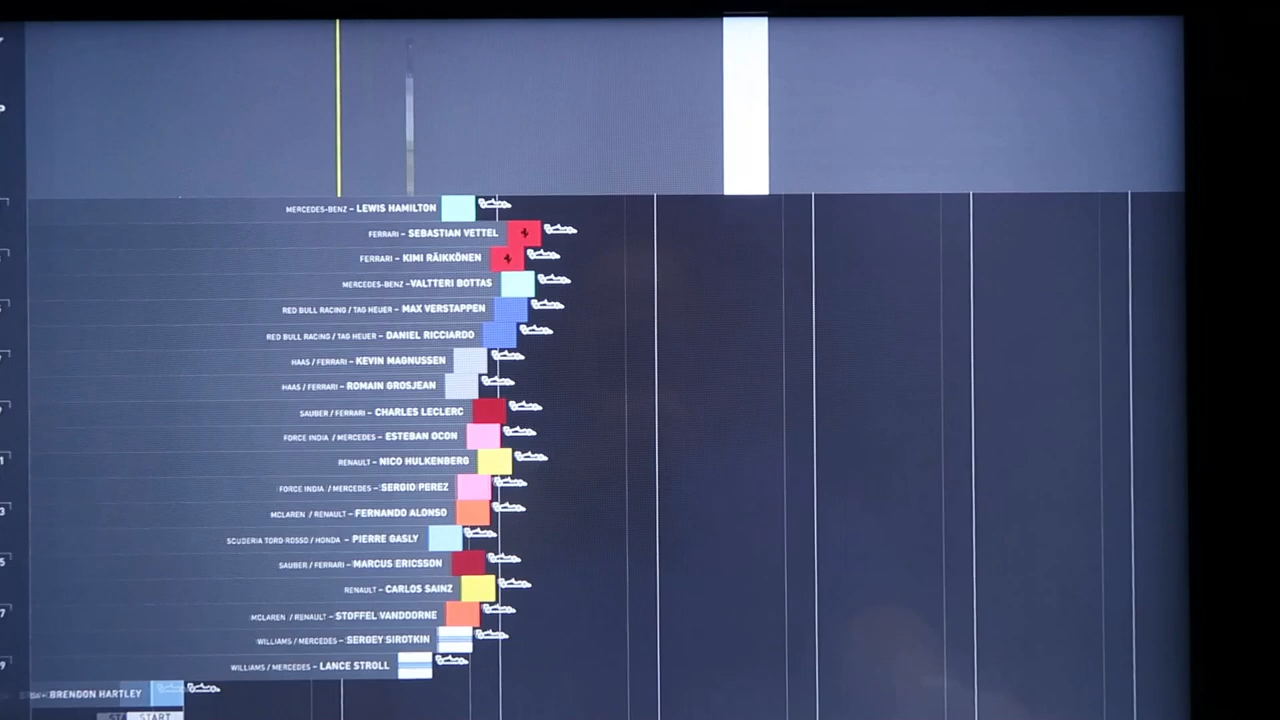 MERCEDES-BENZ – LEWIS HAMILTON
FERRARI – SEBASTIAN VETTEL
FERRARI – KIMI RÄIKKÖNEN
MERCEDES-BENZ –VALTTERI BOTTAS
RED BULL RACING / TAG HEUER – MAX VERSTAPPEN
RED BULL RACING / TAG HEUER – DANIEL RICCIARDO
HAAS / FERRARI – KEVIN MAGNUSSEN
HAAS / FERRARI – ROMAIN GROSJEAN
SAUBER / FERRARI – CHARLES LECLERC
FORCE INDIA / MERCEDES – ESTEBAN OCON
RENAULT – NICO HULKENBERG
FORCE INDIA / MERCEDES – SERGIO PEREZ
MCLAREN / RENAULT – FERNANDO ALONSO
SCUDERIA TORO ROSSO / HONDA – PIERRE GASLY
SAUBER / FERRARI – MARCUS ERICSSON
RENAULT – CARLOS SAINZ
MCLAREN / RENAULT – STOFFEL VANDOORNE
WILLIAMS / MERCEDES – SERGEY SIROTKIN
WILLIAMS / MERCEDES – LANCE STROLL
– BRENDON HARTLEY
START